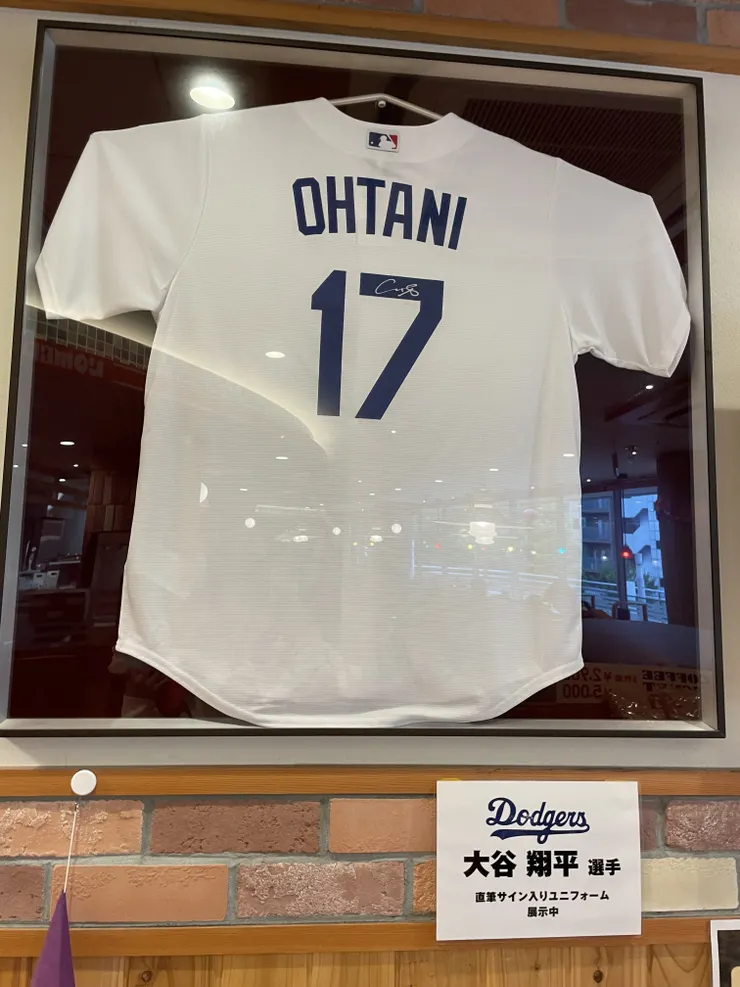 OHTANI
17
Dodgers
大谷 翔平 選手
直筆サイン入りユニフォーム
展示中